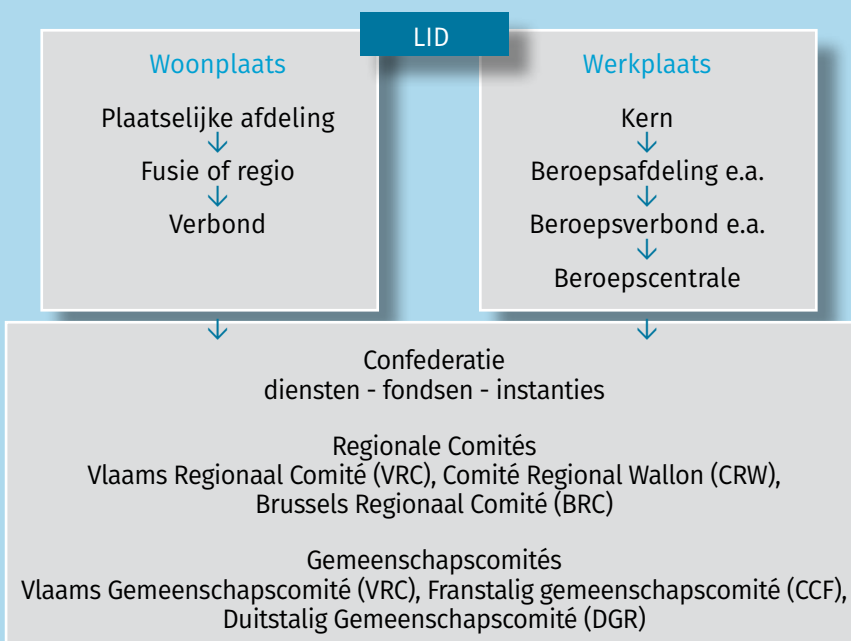 LID
Woonplaats
Plaatselijke afdeling
Fusie of regio
Verbond
Werkplaats
Kern
Beroepsafdeling e.a.
Beroepsverbond e.a.
Beroepscentrale
Confederatie
diensten - fondsen - instanties
Regionale Comités
Vlaams Regionaal Comité (VRC), Comité Regional Wallon (CRW),
Brussels Regionaal Comité (BRC)
Gemeenschapscomités
Vlaams Gemeenschapscomité (VRC), Franstalig gemeenschapscomité (CCF),
Duitstalig Gemeenschapscomité (DGR)